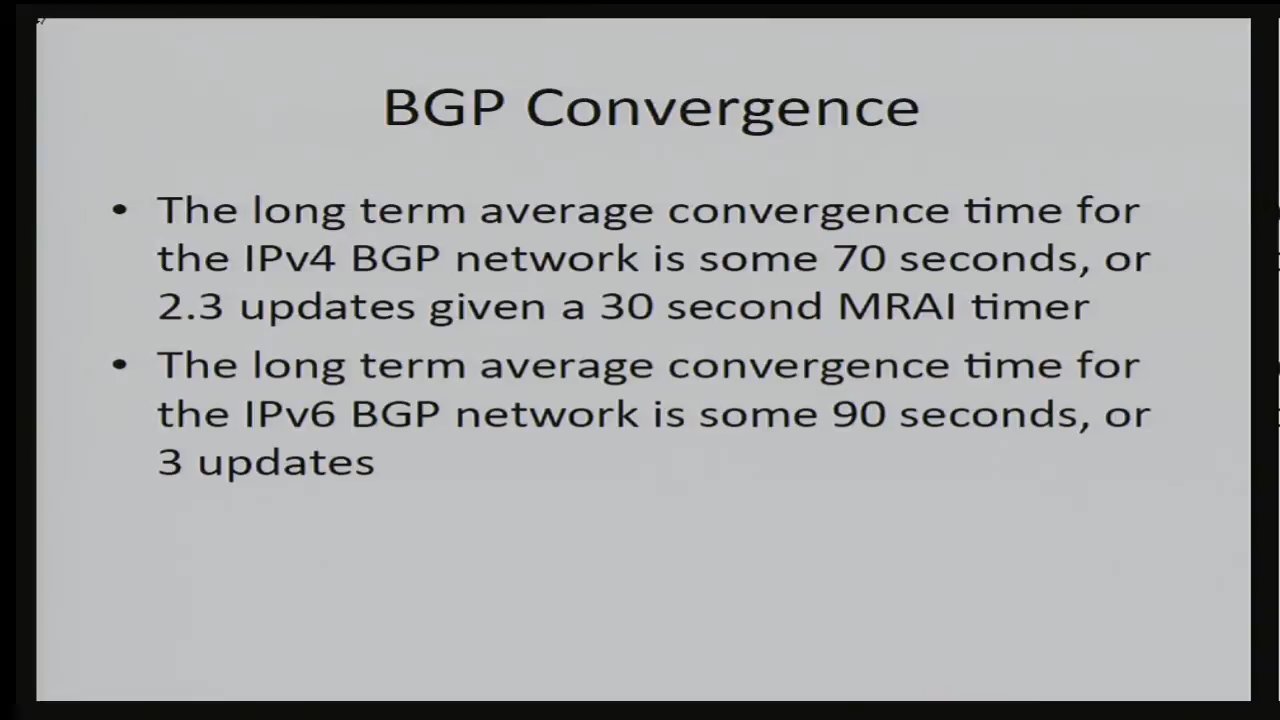 BGP Convergence
• The long term average convergence time for
the IPv4 BGP network is some 70 seconds, or
2.3 updates given a 30 second MRAI timer
• The long term average convergence time for
the IPv6 BGP network is some 90 seconds, or
3 updates